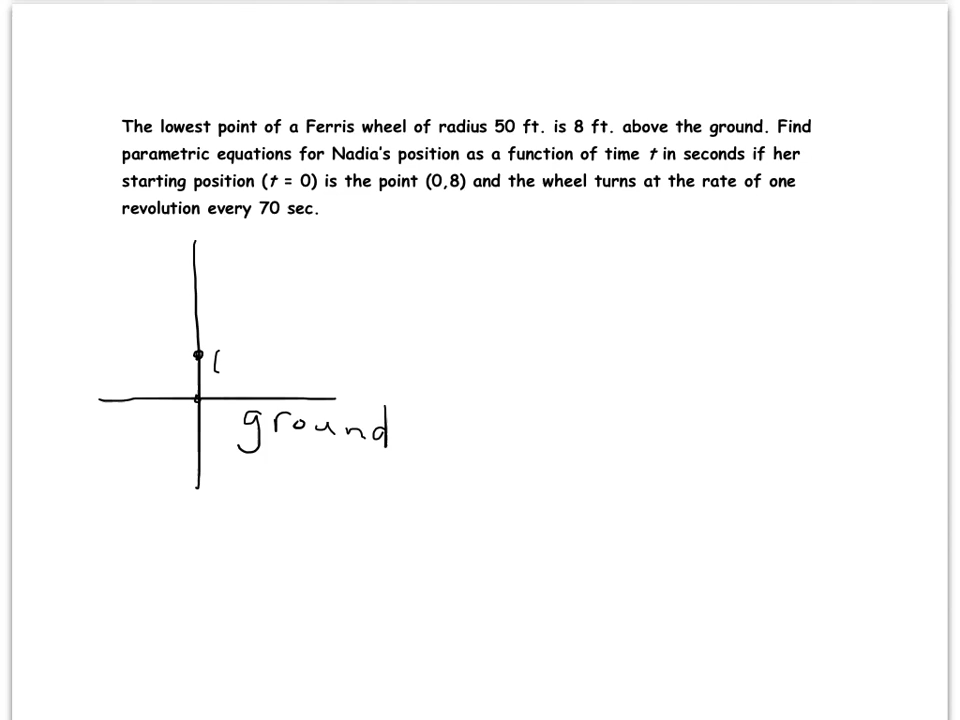 The lowest point of a Ferris wheel of radius 50 ft. is 8 ft. above the ground. Find
parametric equations for Nadia's position as a function of time t in seconds if her
starting position (t = 0) is the point (0,8) and the wheel turns at the rate of one
revolution every 70 sec.
(
ground